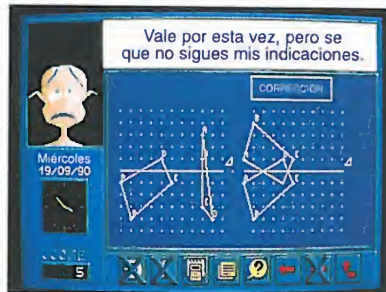 Vale por esta vez, pero se
que no sigues mis indicaciones.
CORRECCION
Miércoles
19/09/90
5